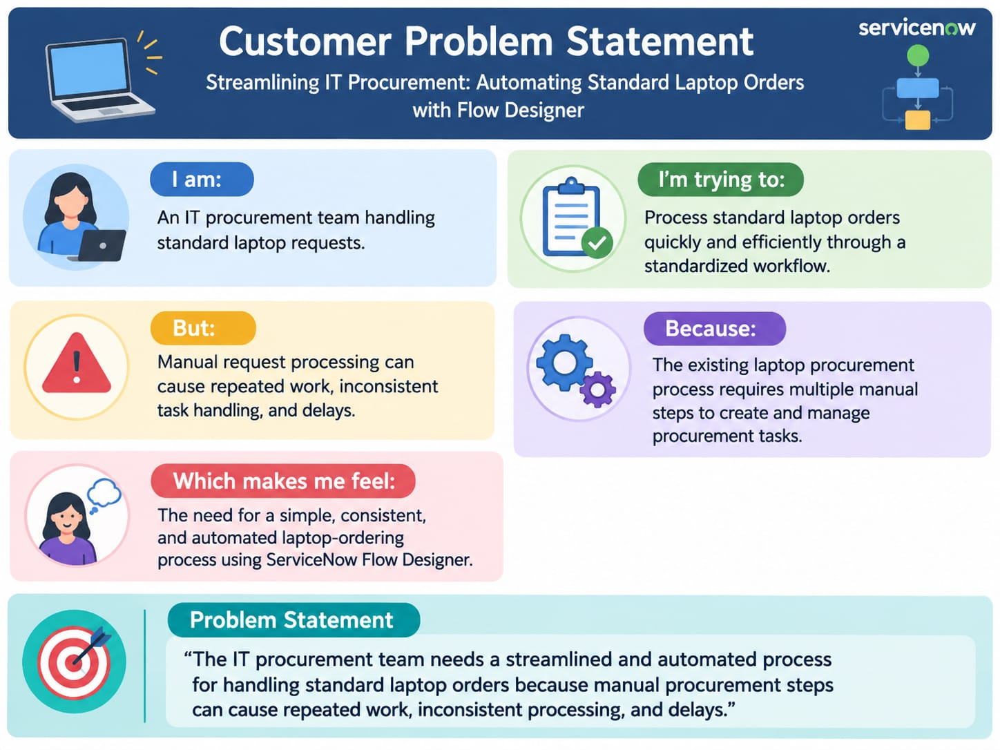 Customer Problem Statement
servicenow
Streamlining IT Procurement: Automating Standard Laptop Orders
with Flow Designer
I am:
An IT procurement team handling
standard laptop requests.
I'm trying to:
Process standard laptop orders
quickly and efficiently through a
standardized workflow.
But:
Manual request processing can
cause repeated work, inconsistent
task handling, and delays.
Because:
The existing laptop procurement
process requires multiple manual
steps to create and manage
procurement tasks.
Which makes me feel:
The need for a simple, consistent,
and automated laptop-ordering
process using ServiceNow Flow Designer.
Problem Statement
“The IT procurement team needs a streamlined and automated process
for handling standard laptop orders because manual procurement steps
can cause repeated work, inconsistent processing, and delays.”